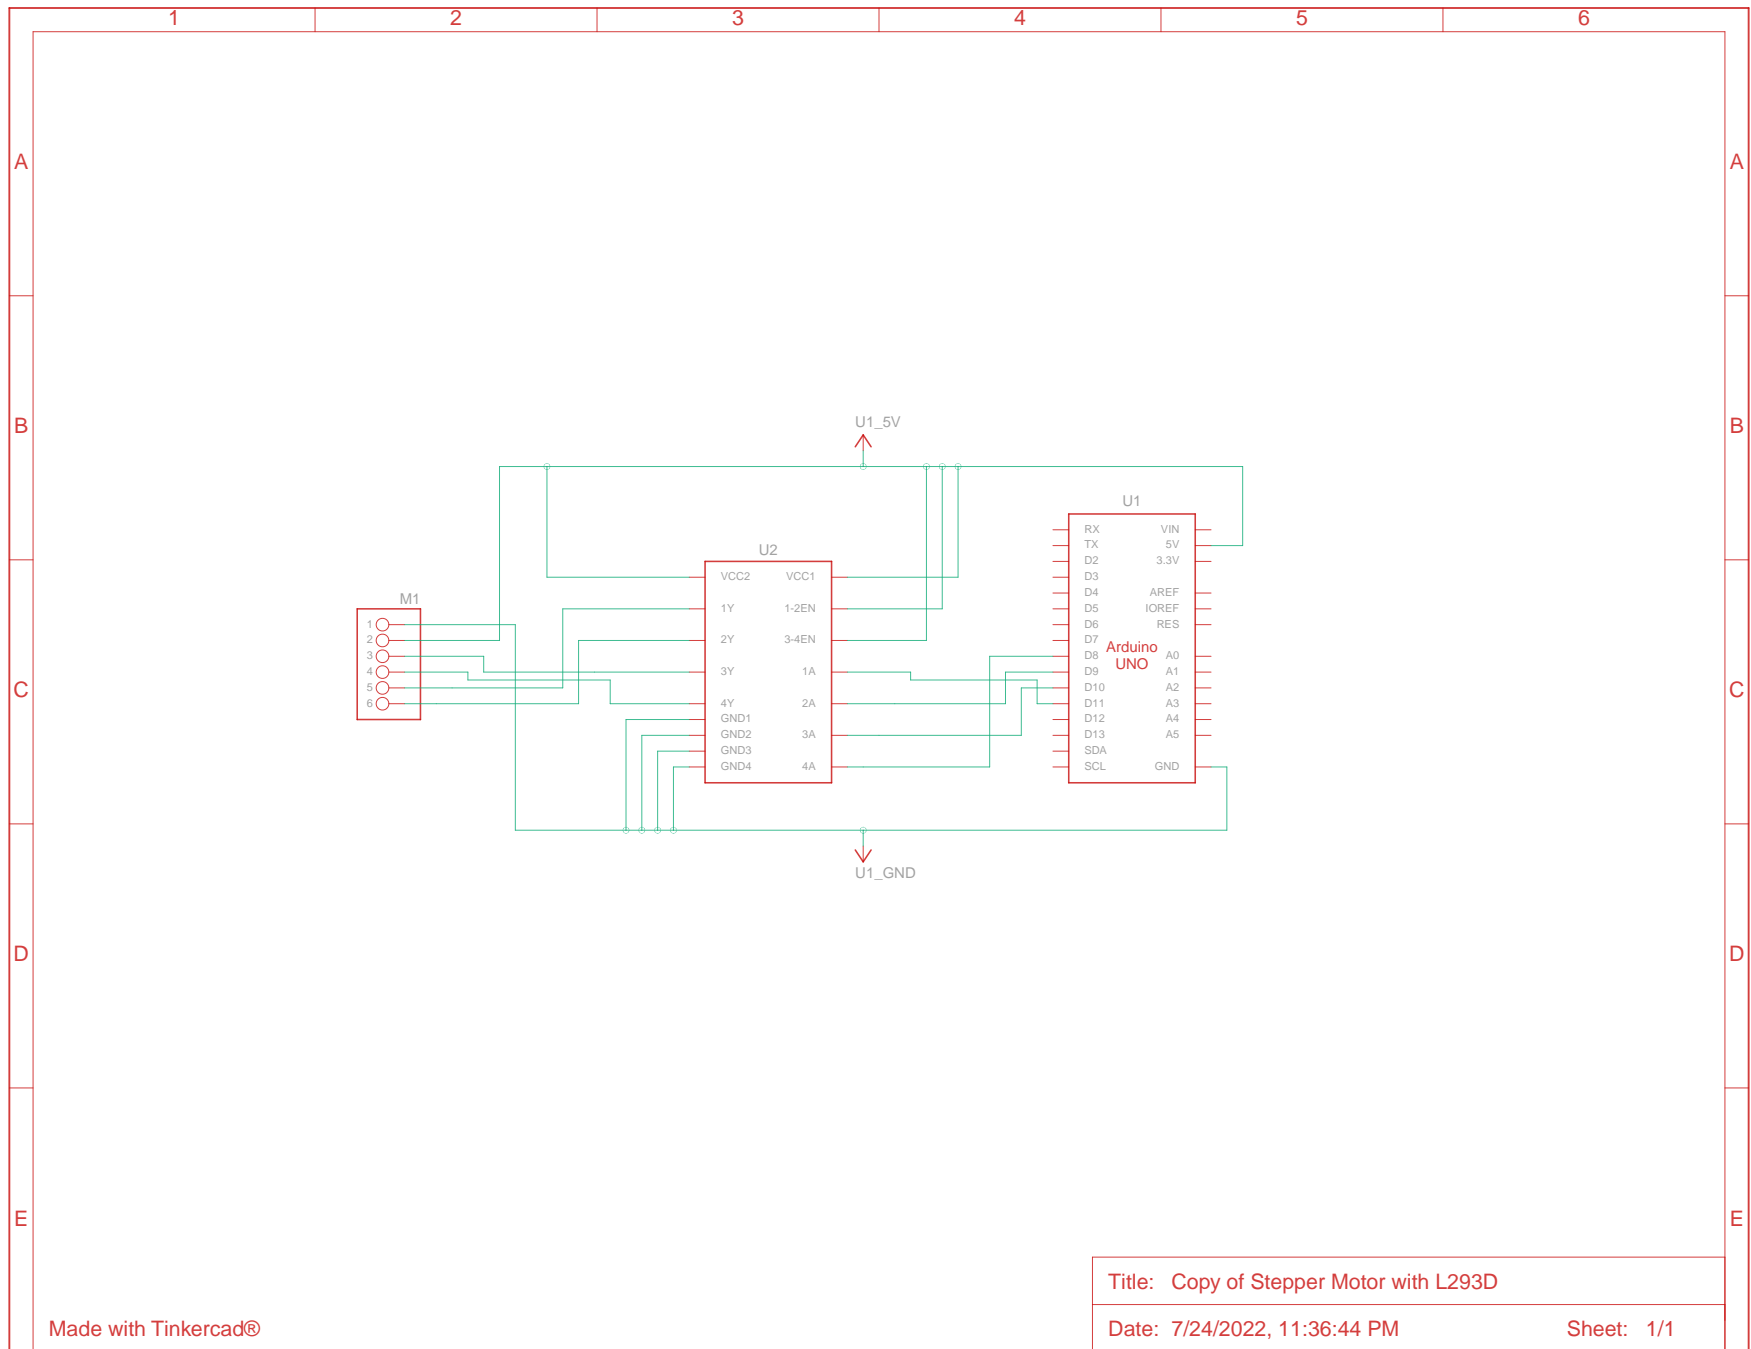 1 2 3 4 5 6
A A
B B
C C
D D
E E
U1_5V
U1
U2
M1
1
2
3
4
5
6
VCC2 VCC1
1Y 1-2EN
2Y 3-4EN
3Y 1A
4Y 2A
GND1
GND2 3A
GND3
GND4 4A
RX VIN
TX 5V
D2 3.3V
D3
D4 AREF
D5 IOREF
D6 RES
D7
Arduino
UNO
D8 A0
D9 A1
D10 A2
D11 A3
D12 A4
D13 A5
SDA
SCL GND
U1_GND
Title: Copy of Stepper Motor with L293D
Made with Tinkercad®
Date: 7/24/2022, 11:36:44 PM Sheet: 1/1